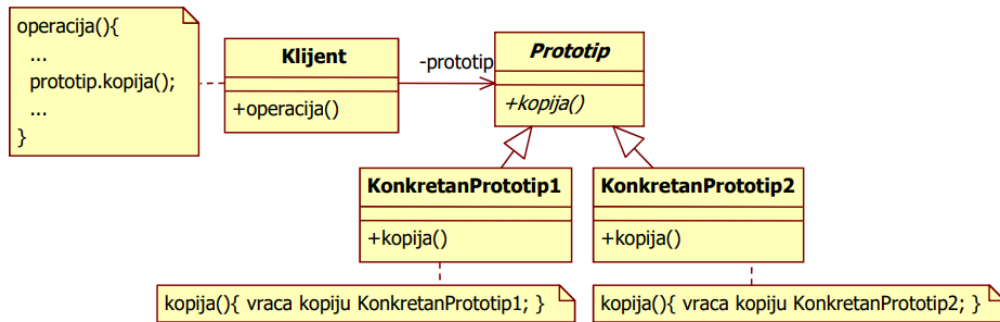 operacija(){
...
prototip.kopija();
...
}
Klijent
+operacija()
-prototip
Prototip
+kopija()
KonkretanPrototip1
+kopija()
KonkretanPrototip2
+kopija()
kopija(){ vraca kopiju KonkretanPrototip1; }
kopija(){ vraca kopiju KonkretanPrototip2; }